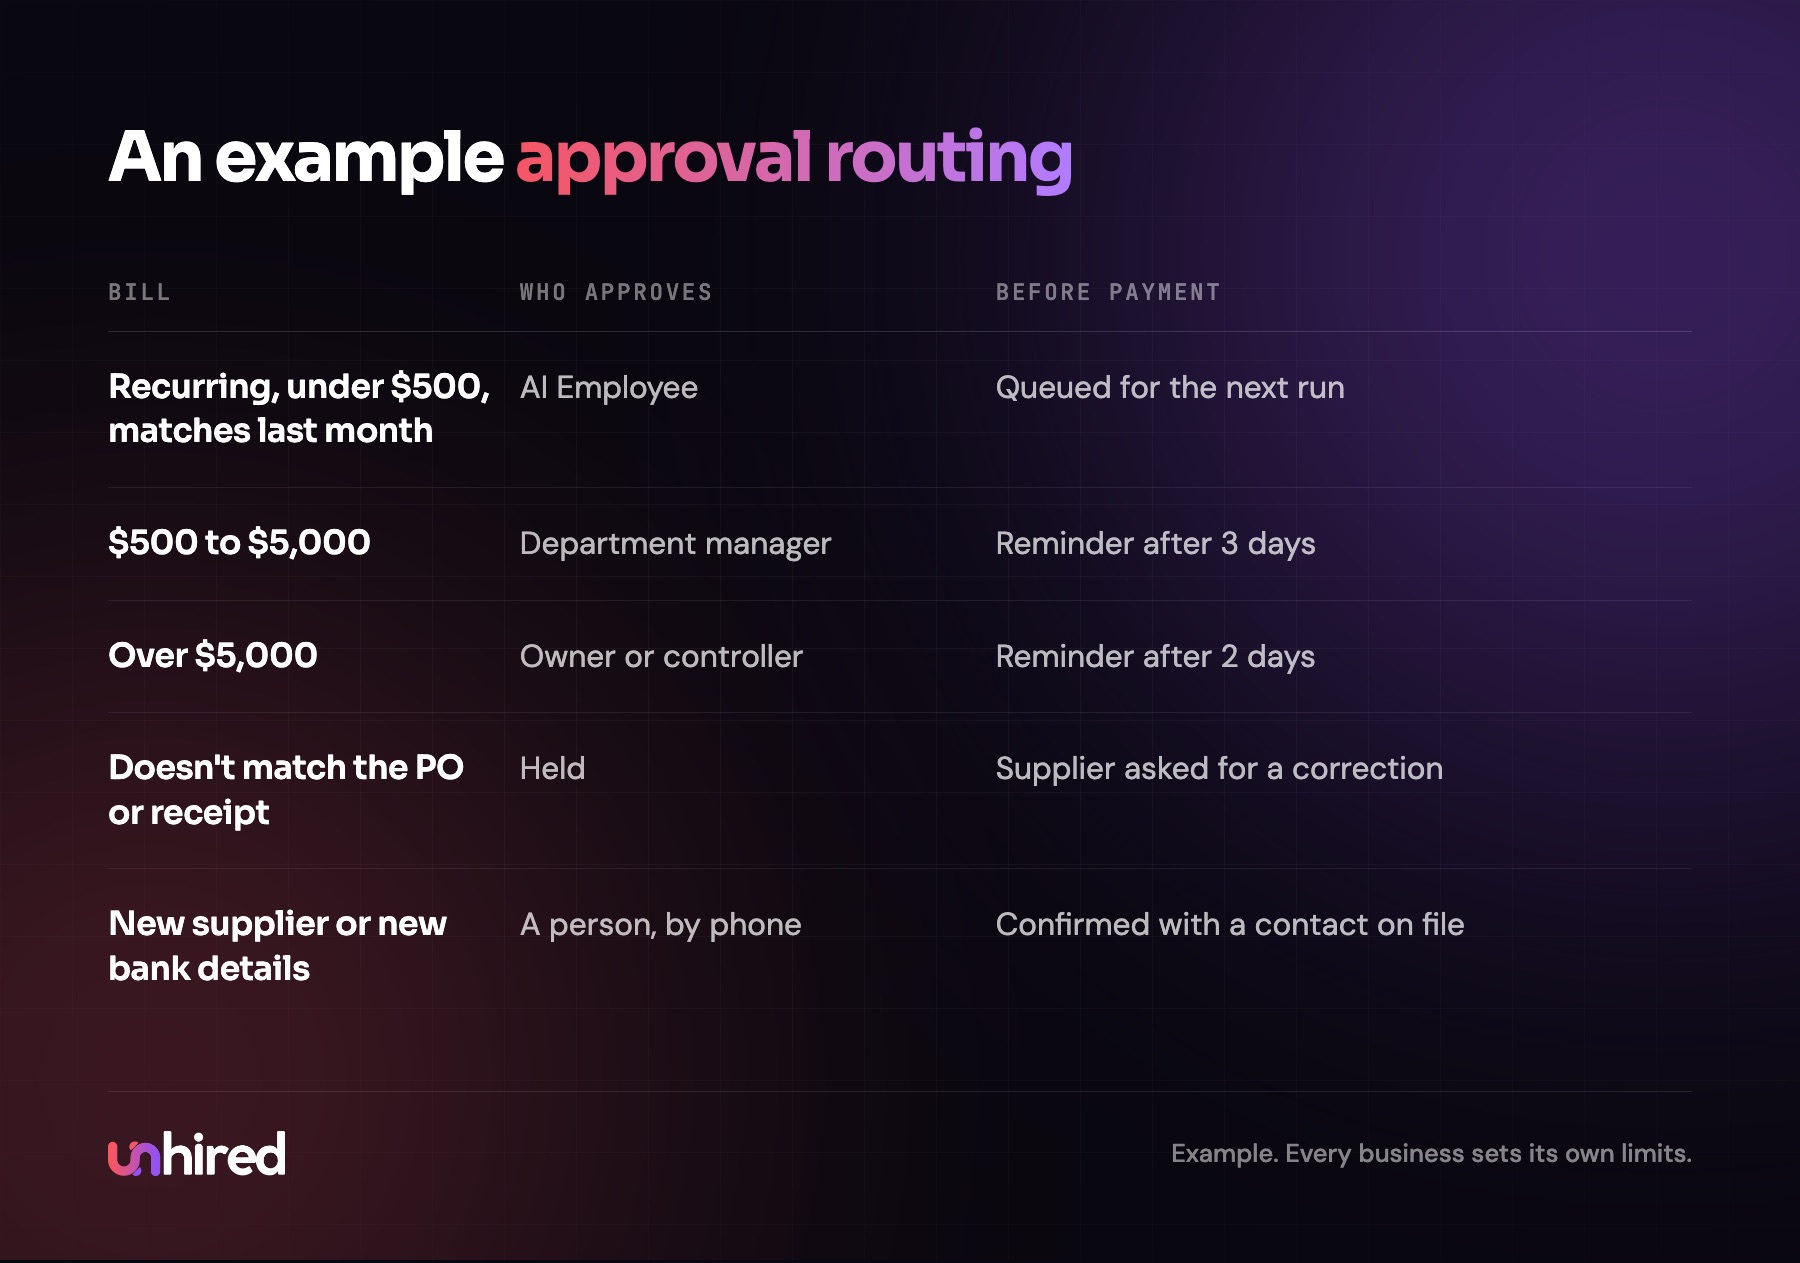 An example approval routing
BILL WHO APPROVES BEFORE PAYMENT
Recurring, under $500, AI Employee Queued for the next run
matches last month
$500 to $5,000 Department manager Reminder after 3 days
Over $5,000 Owner or controller Reminder after 2 days
Doesn't match the PO Held Supplier asked for a correction
or receipt
New supplier or new A person, by phone Confirmed with a contact on file
bank details
unhired Example. Every business sets its own limits.